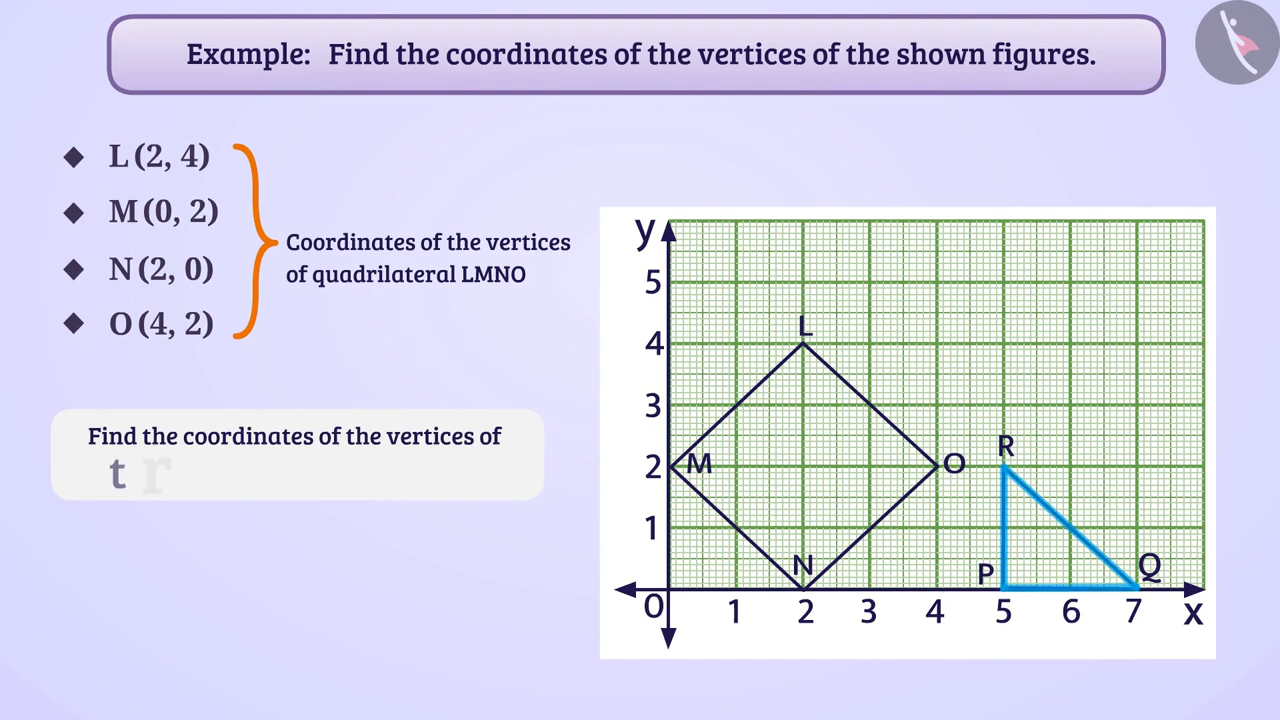 Example: Find the coordinates of the vertices of the shown figures.
◆ L (2, 4)
◆ M (0, 2)
◆ N (2, 0)
◆ O (4, 2)
Coordinates of the vertices
of quadrilateral LMNO
Find the coordinates of the vertices of
t r
y
5
4
3
2
1
0
1 2 3 4 5 6 7 x
L
M
O
N
R
P
Q